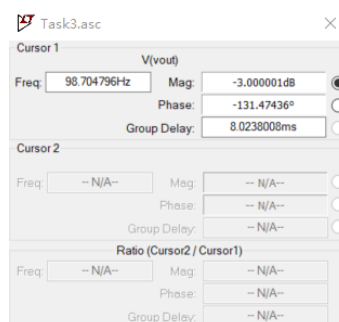 Task3.asc
Cursor 1
V(vout)
Freq: 98.704796Hz Mag: -3.000001dB
Phase: -131.47436°
Group Delay: 8.0238008ms
Cursor 2
Freq: -- N/A-- Mag: -- N/A--
Phase: -- N/A--
Group Delay: -- N/A--
Ratio (Cursor2 / Cursor1)
Freq: -- N/A-- Mag: -- N/A--
Phase: -- N/A--
Group Delay: -- N/A--